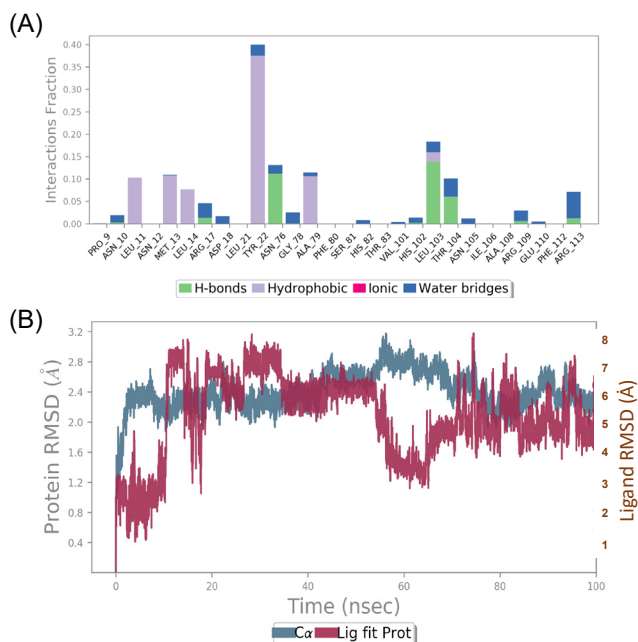 (A)
Interactions Fraction
0.40
0.35
0.30
0.25
0.20
0.15
0.10
0.05
0.00
PRO_9
ASN_10
LEU_11
ASN_12
MET_13
LEU_14
ARG_17
ASP_18
LEU_21
TYR_22
ASN_76
GLY_78
ALA_79
PHE_80
SER_81
HIS_82
THR_83
VAL_101
HIS_102
LEU_103
THR_104
ASN_105
ILE_106
ALA_108
ARG_109
GLU_110
PHE_112
ARG_113
H-bonds Hydrophobic Ionic Water bridges
(B)
Protein RMSD (Å)
3.2
2.8
2.4
2.0
1.6
1.2
0.8
0.4
8
7
6
5
4
3
2
1
Ligand RMSD (Å)
0 20 40 60 80 100
Time (nsec)
Cα Lig fit Prot